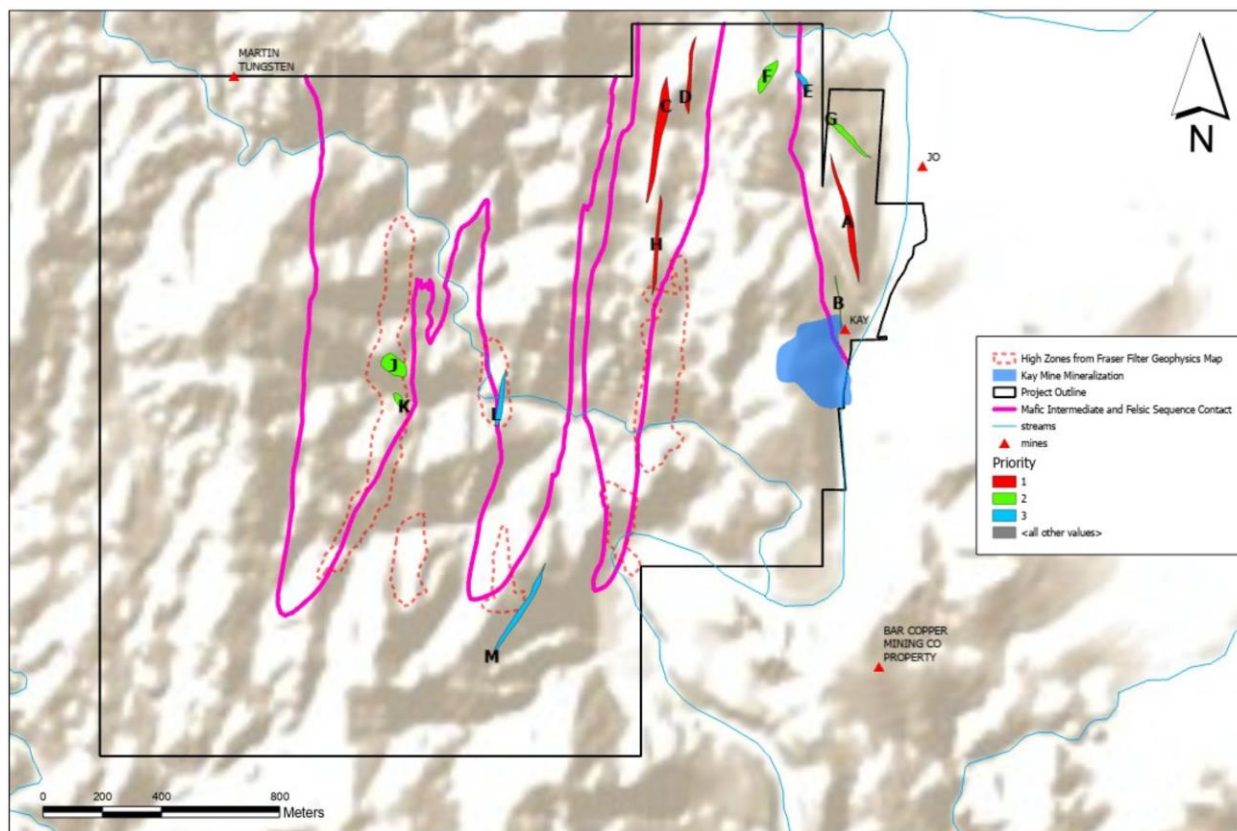 MARTIN
TUNGSTEN
F
D
E
C
G
N
JO
A
H
B
KAY
J
K
L
High Zones from Fraser Filter Geophysics Map
Kay Mine Mineralization
Project Outline
Mafic Intermediate and Felsic Sequence Contact
streams
mines
Priority
1
2
3
<all other values>
M
BAR COPPER
MINING CO
PROPERTY
0 200 400 800
Meters